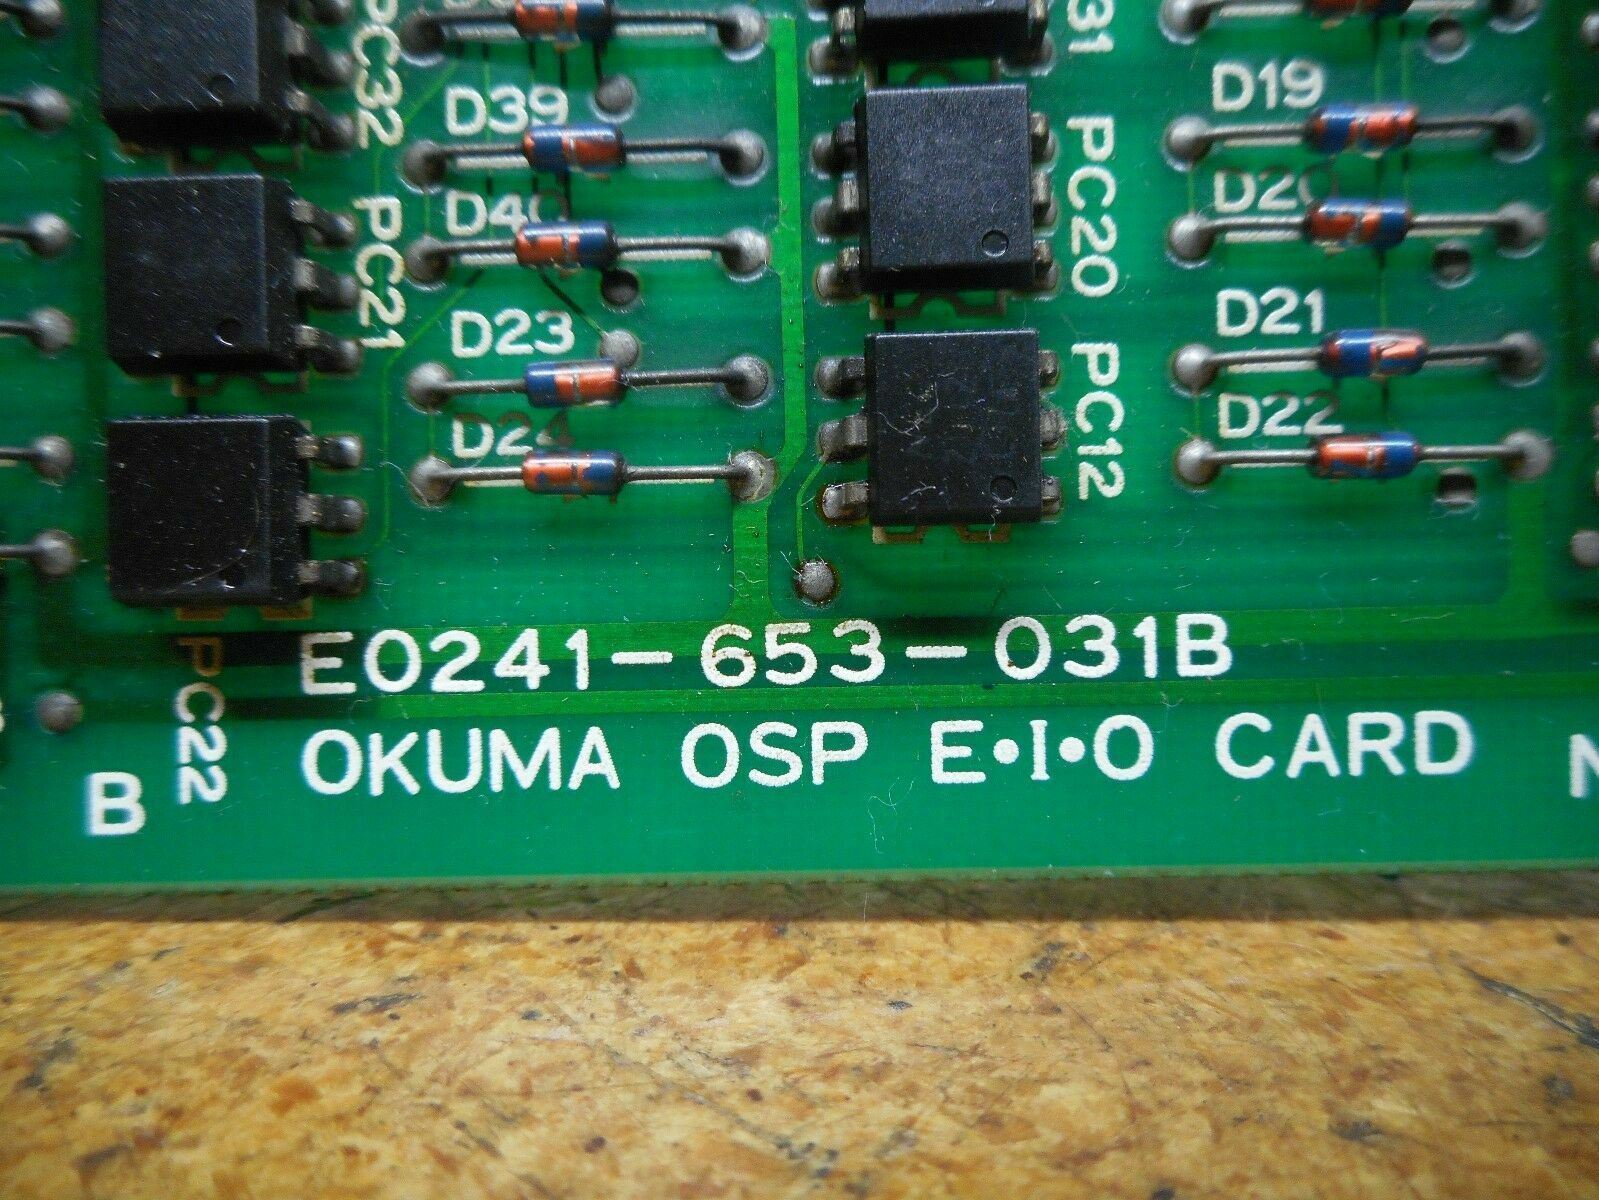 PC32
D39
D40
PC21
D23
D24
31
D19
PC20
D20
D21
PC12
D22
PC22
E0241-653-031B
OKUMA OSP E•I•O CARD
B